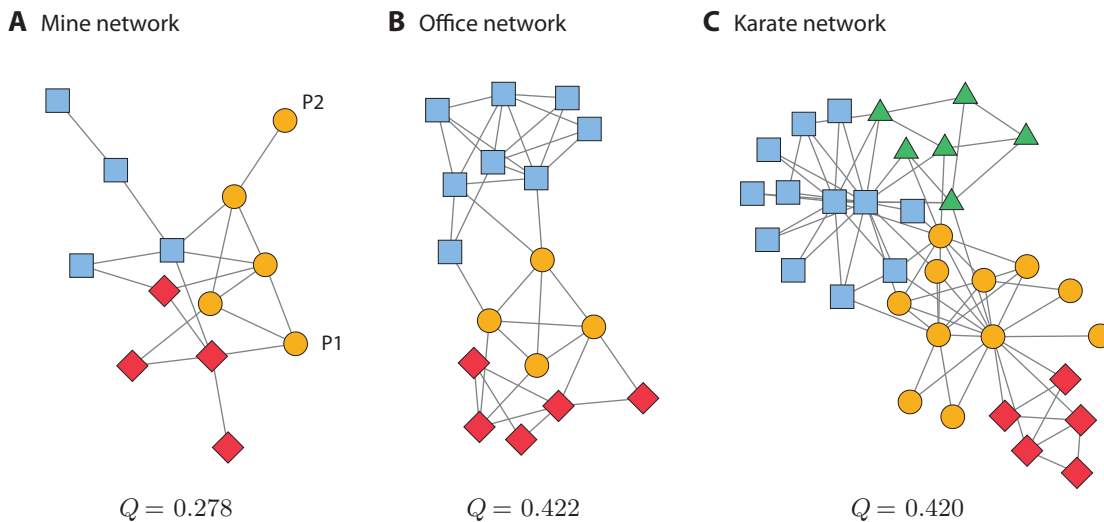 A Mine network
B Office network
C Karate network
P2
P1
Q = 0.278
Q = 0.422
Q = 0.420